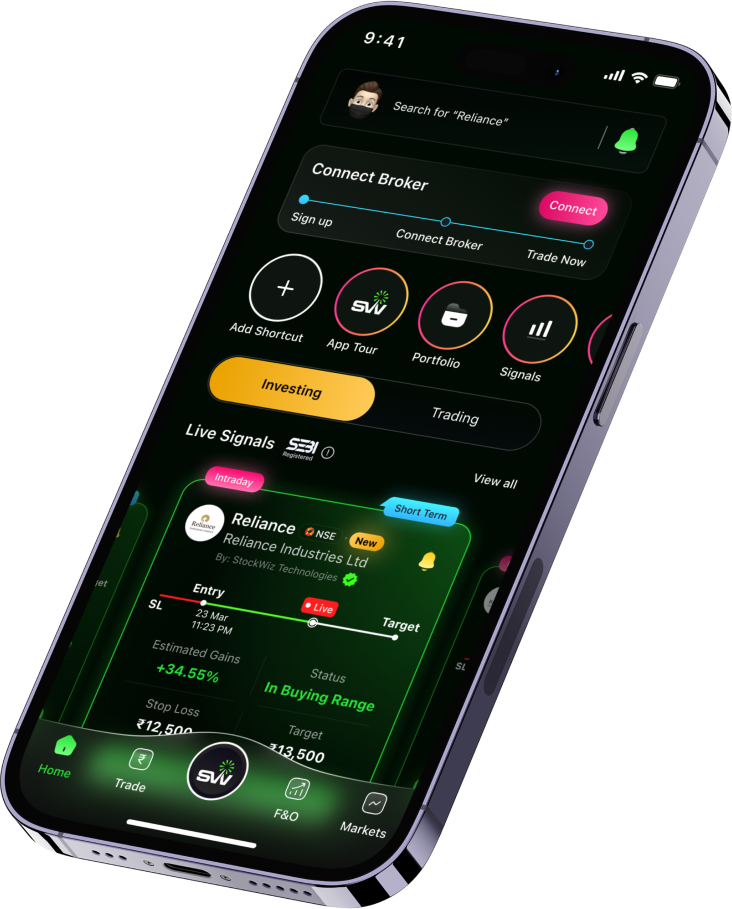 9:41
Search for "Reliance"
Connect Broker
Connect
Sign up
Connect Broker
Trade Now
Add Shortcut
SW
App Tour
Portfolio
Signals
Investing
Trading
Live Signals
SEBI
Registered
View all
Intraday
Short Term
Reliance
Reliance NSE New
Reliance Industries Ltd
By: StockWiz Technologies
SL
Entry
23 Mar
11:23 PM
Live
Target
Estimated Gains
+34.55%
Status
In Buying Range
Stop Loss
₹12,500
Target
₹13,500
SL
Home
Trade
SW
F&O
Markets